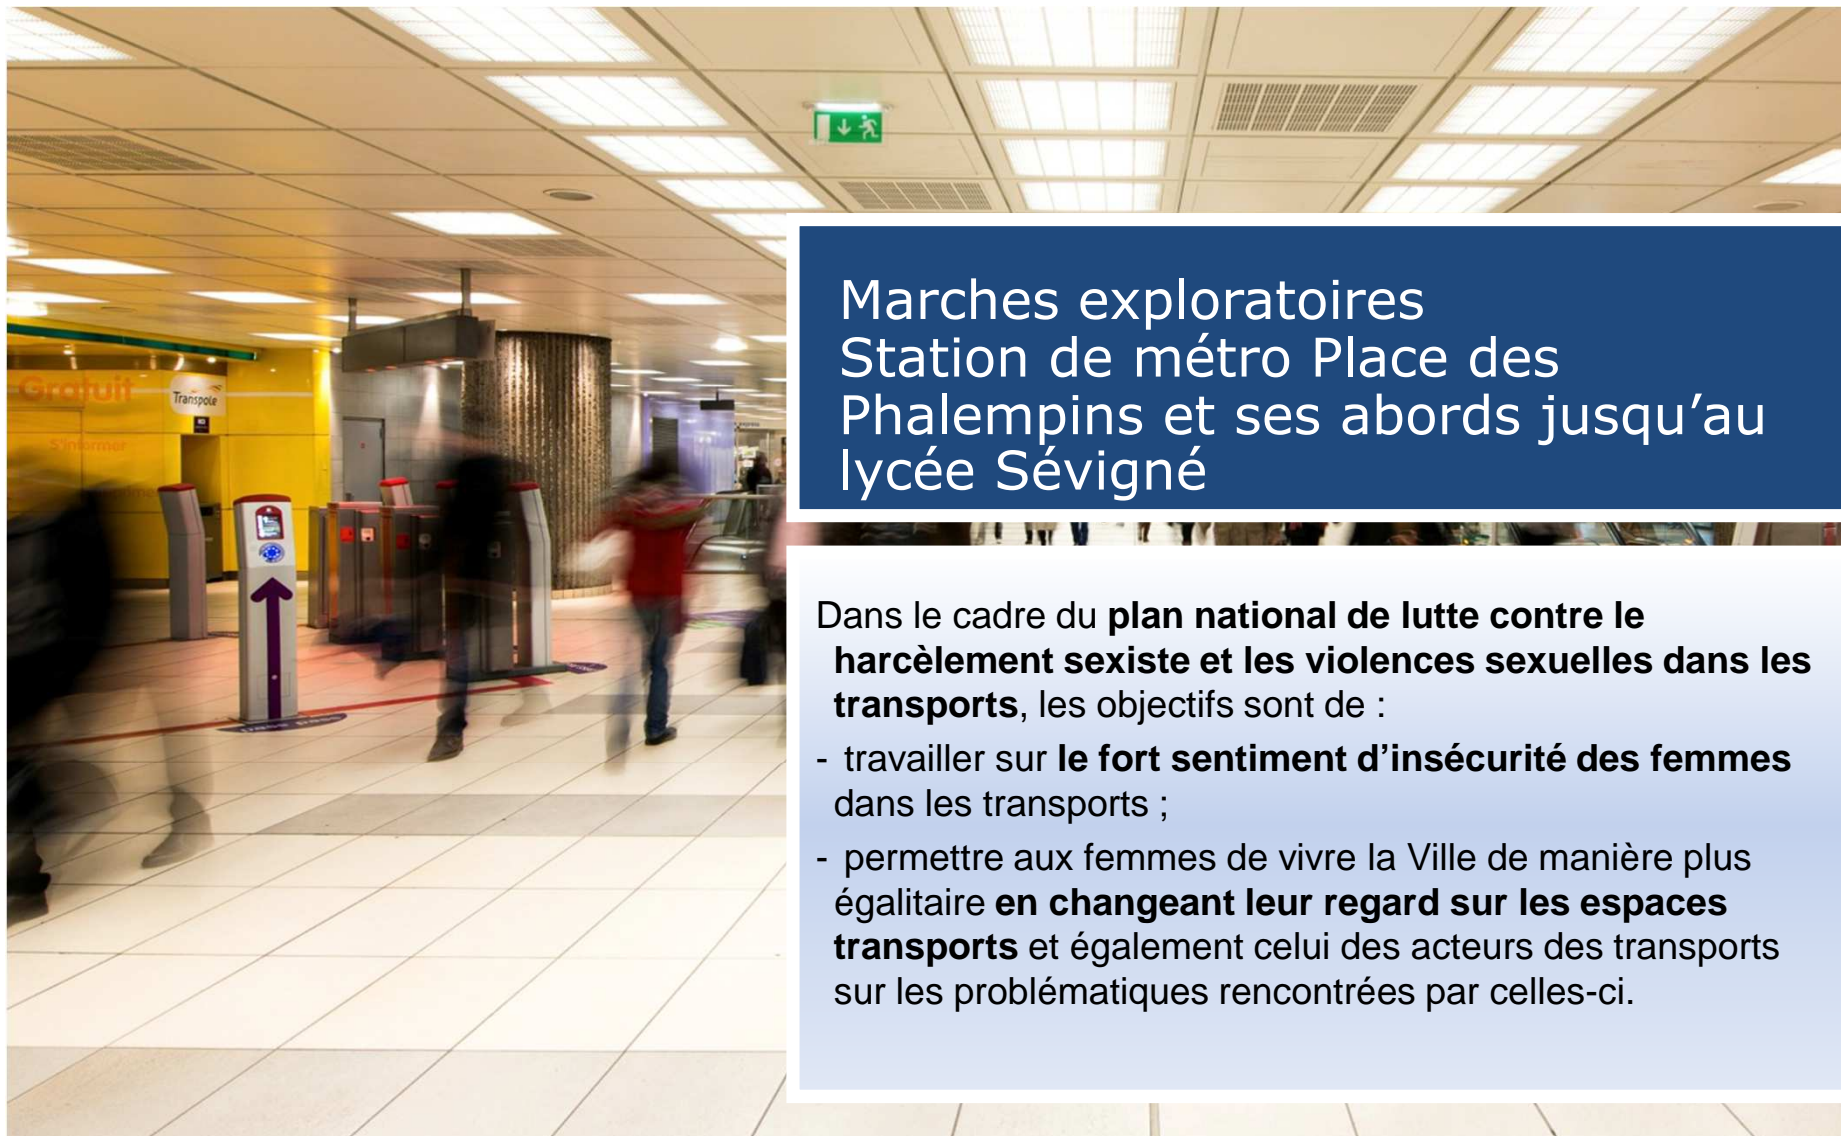 Gratuit
Transpole
S'informer
Marches exploratoires
Station de métro Place des
Phalempins et ses abords jusqu’au
lycée Sévigné
Dans le cadre du plan national de lutte contre le
harcèlement sexiste et les violences sexuelles dans les
transports, les objectifs sont de :
- travailler sur le fort sentiment d’insécurité des femmes
dans les transports ;
- permettre aux femmes de vivre la Ville de manière plus
égalitaire en changeant leur regard sur les espaces
transports et également celui des acteurs des transports
sur les problématiques rencontrées par celles-ci.